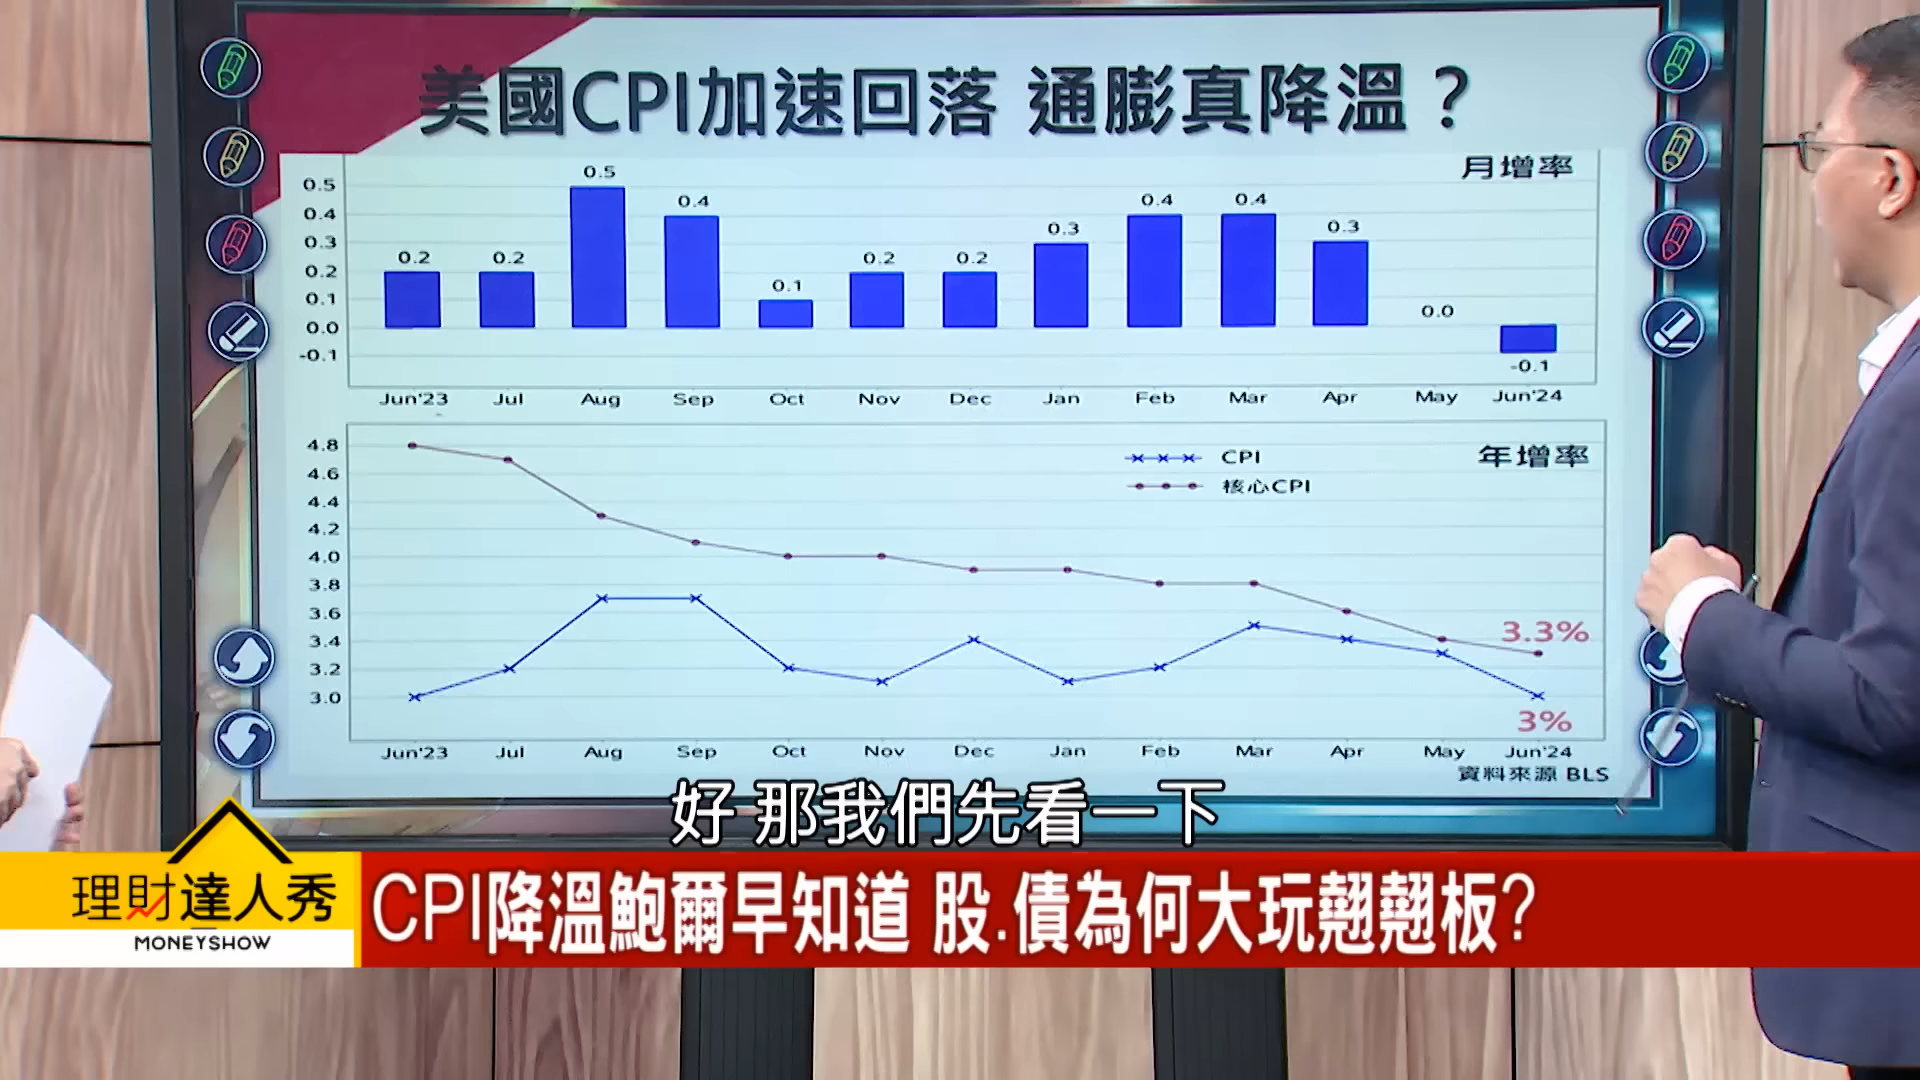 美國CPI加速回落 通膨真降溫？
月增率
0.5
0.4
0.3
0.2
0.1
0.0
-0.1
0.2
0.2
0.5
0.4
0.1
0.2
0.2
0.3
0.4
0.4
0.3
0.0
-0.1
Jun'23 Jul Aug Sep Oct Nov Dec Jan Feb Mar Apr May Jun'24
年增率
CPI
核心CPI
4.8
4.6
4.4
4.2
4.0
3.8
3.6
3.4
3.2
3.0
3.3%
3%
Jun'23 Jul Aug Sep Oct Nov Dec Jan Feb Mar Apr May Jun'24
資料來源 BLS
好 那我們先看一下
理財達人秀
MONEYSHOW
CPI降溫鮑爾早知道 股.債為何大玩翹翹板?